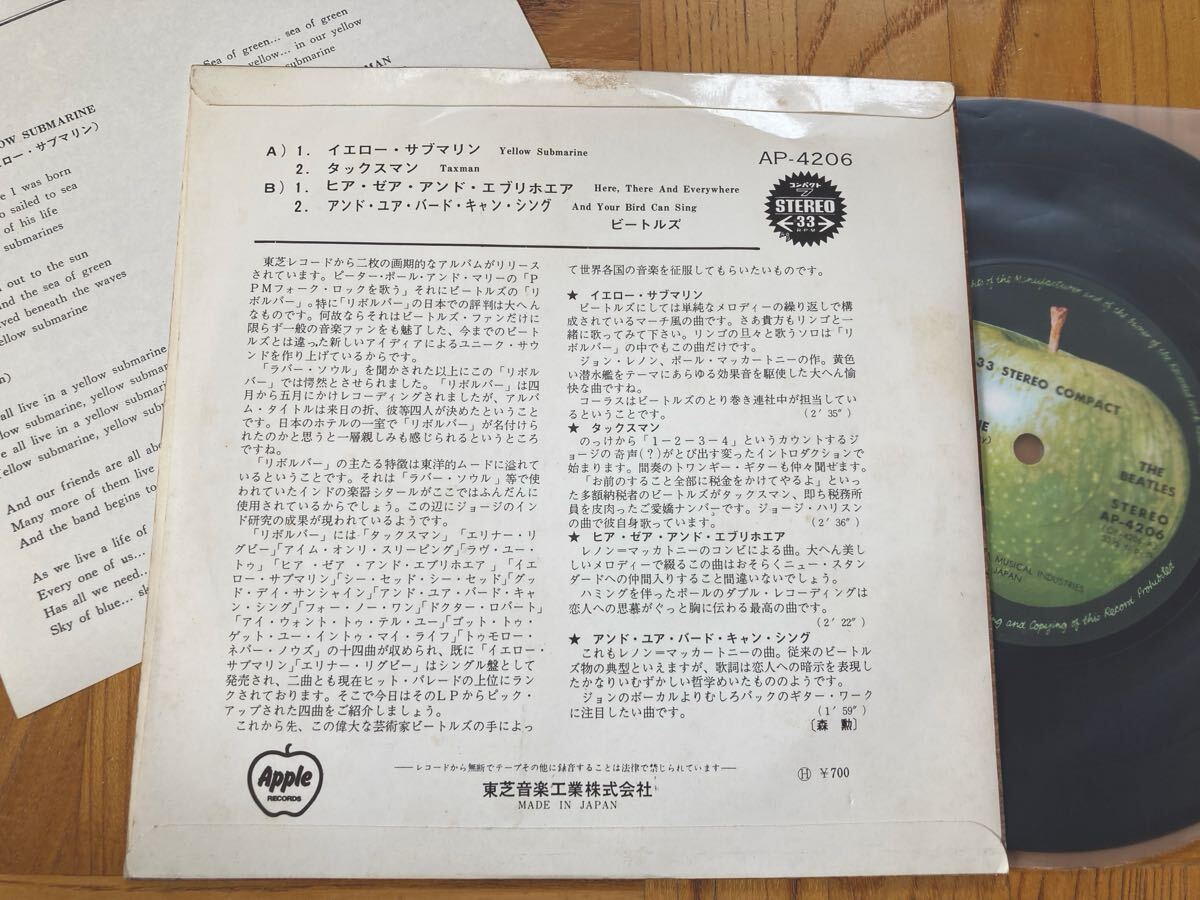 Sea of green... sea of green
yellow... in our yellow
submarine
MAN
OW SUBMARINE
ロー・サブマリン)
e I was born
o sailed to sea
of his life
submarines
out to the sun
nd the sea of green
ved beneath the waves
ellow submarine
all live in a yellow submarine
llow submarine, yellow subm
e all live in a yellow subma
ellow submarine, yellow sub
And our friends are all abo
Many more of them live
And the band begins to
As we live a life of
Every one of us...
Has all we need...
Sky of blue... sk
A) 1. イエロー・サブマリン Yellow Submarine
2. タックスマン Taxman
B) 1. ヒア・ゼア・アンド・エブリホエア Here, There And Everywhere
2. アンド・ユア・バード・キャン・シング And Your Bird Can Sing
ビートルズ
AP-4206
コンパクト
7
STEREO
33
RPM
東芝レコードから二枚の画期的なアルバムがリリース
されています。ピーター・ポール・アンド・マリーの「P
PMフォーク・ロックを歌う」それにビートルズの「リ
ボルバー」。特に「リボルバー」の日本での評判は大へん
なものです。何故ならそれはビートルズ・ファンだけに
限らず一般の音楽ファンをも魅了した、今までのビート
ルズとは違った新しいアイディアによるユニーク・サウ
ンドを作り上げているからです。
「ラバー・ソウル」を聞かされた以上にこの「リボル
バー」では愕然とさせられました。「リボルバー」は四
月から五月にかけレコーディングされましたが、アルバ
ム・タイトルは来日の折、彼等四人が決めたということ
です。日本のホテルの一室で「リボルバー」が名付けら
れたのかと思うと一層親しみも感じられるというところ
ですね。
「リボルバー」の主たる特徴は東洋的ムードに溢れて
いるということです。それは「ラバー・ソウル」等で使
われていたインドの楽器シタールがここではふんだんに
使用されているからでしょう。この辺にジョージのイン
ド研究の成果が現われているようです。
「リボルバー」には「タックスマン」「エリナー・リ
グビー」「アイム・オンリ・スリーピング」「ラヴ・ユー・
トゥ」「ヒア・ゼア・アンド・エブリホエア」「イエ
ロー・サブマリン」「シー・セッド・シー・セッド」「グッ
ド・デイ・サンシャイン」「アンド・ユア・バード・キャ
ン・シング」「フォー・ノー・ワン」「ドクター・ロバート」
「アイ・ウォント・トゥ・テル・ユー」「ゴット・トゥ・
ゲット・ユー・イントゥ・マイ・ライフ」「トゥモロー・
ネバー・ノウズ」の十四曲が収められ、既に「イエロー・
サブマリン」「エリナー・リグビー」はシングル盤として
発売され、二曲とも現在ヒット・パレードの上位にラン
クされております。そこで今日はそのLPからピック・
アップされた四曲をご紹介しましょう。
これから先、この偉大な芸術家ビートルズの手によっ
て世界各国の音楽を征服してもらいたいものです。
★ イエロー・サブマリン
ビートルズにしては単純なメロディーの繰り返しで構
成されているマーチ風の曲です。さあ貴方もリンゴと一
緒に歌ってみて下さい。リンゴの旦々と歌うソロは「リ
ボルバー」の中でもこの曲だけです。
ジョン・レノン、ポール・マッカートニーの作。黄色
い潜水艦をテーマにあらゆる効果音を駆使した大へん愉
快な曲ですね。
コーラスはビートルズのとり巻き連社中が担当してい
るということです。 (2′35″)
★ タックスマン
のっけから「1-2-3-4」というカウントするジ
ョージの奇声(?)がとび出す変ったイントロダクションで
始まります。間奏のトワンギー・ギターも仲々聞せます。
「お前のすること全部に税金をかけてやるよ」といっ
た多額納税者のビートルズがタックスマン、即ち税務所
員を皮肉ったご愛嬌ナンバーです。ジョージ・ハリスン
の曲で彼自身歌っています。 (2′36″)
★ ヒア・ゼア・アンド・エブリホエア
レノン=マッカートニーのコンビによる曲。大へん美し
しいメロディーで綴るこの曲はおそらくニュー・スタン
ダードへの仲間入りすること間違いないでしょう。
ハミングを伴ったポールのダブル・レコーディングは
恋人への思慕がぐっと胸に伝わる最高の曲です。
(2′22″)
★ アンド・ユア・バード・キャン・シング
これもレノン=マッカートニーの曲。従来のビートル
ズ物の典型といえますが、歌詞は恋人への暗示を表現し
たかなりいむずかしい哲学めいたもののようです。
ジョンのボーカルよりむしろバックのギター・ワーク
に注目したい曲です。 (1′59″)
〔森 勲〕
Apple
RECORDS
——レコードから無断でテープその他に録音することは法律で禁じられています——
東芝音楽工業株式会社
MADE IN JAPAN
Ⓗ ¥700
of the Manufacturer and of the Owner of the
33 STEREO COMPACT
THE
BEATLES
STEREO
AP-4206
MUSICAL INDUSTRIES
JAPAN
ng and Copying of this Record Prohibited